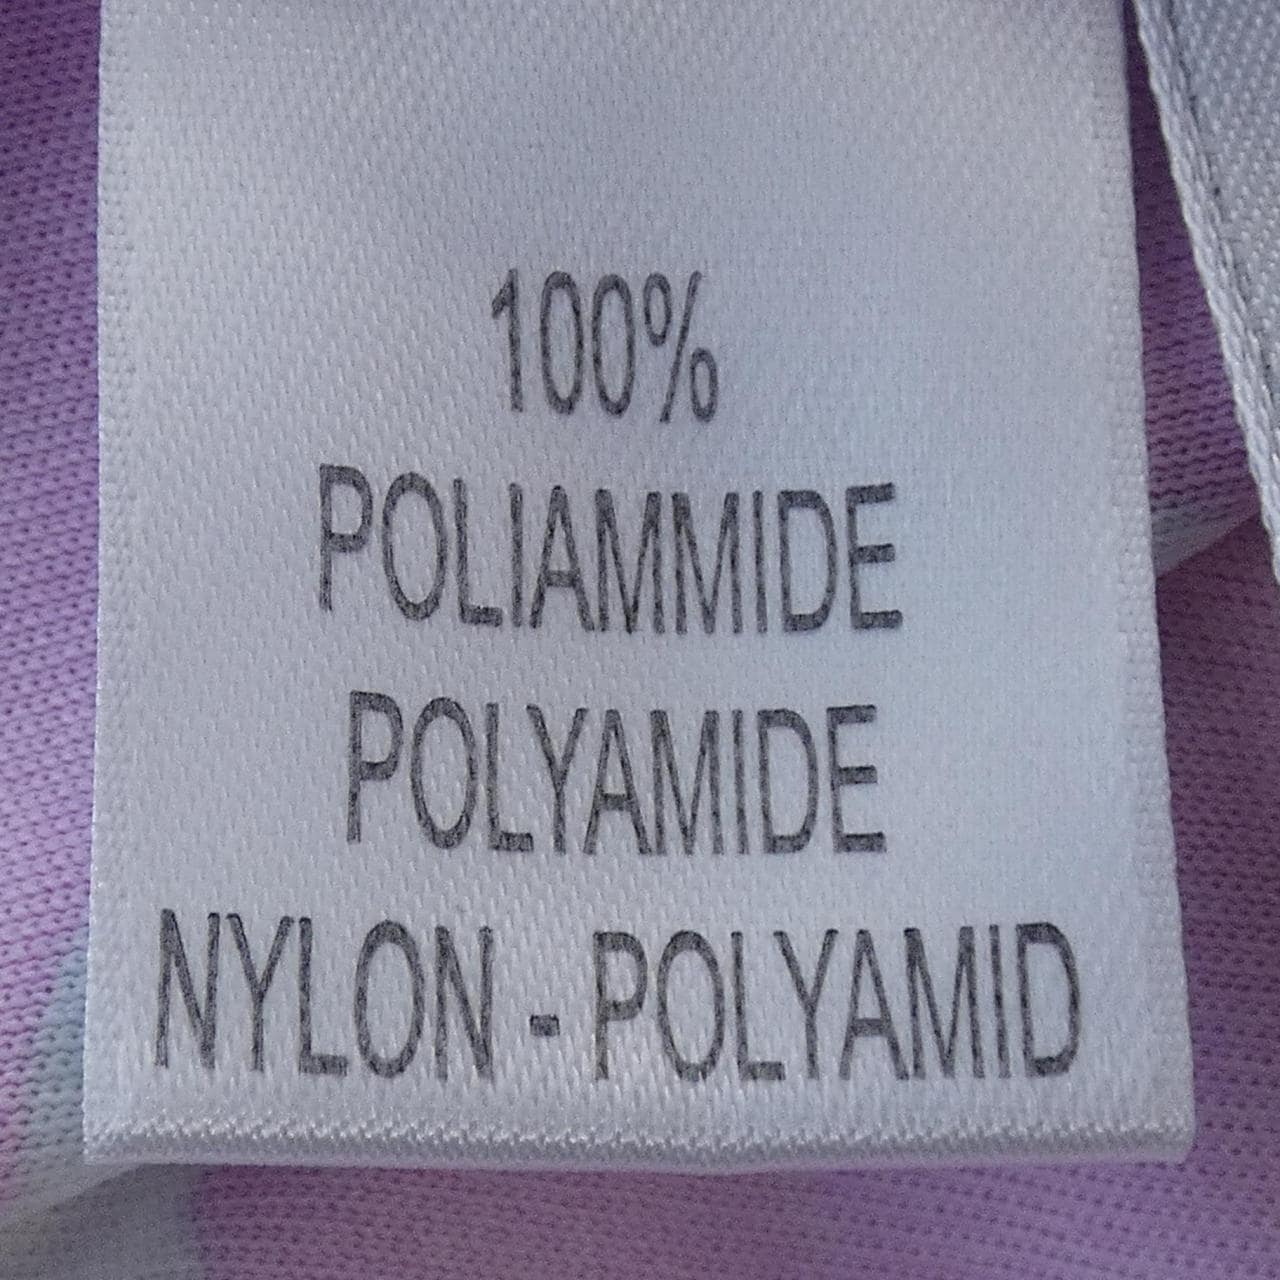 100%
POLIAMMIDE
POLYAMIDE
NYLON - POLYAMID